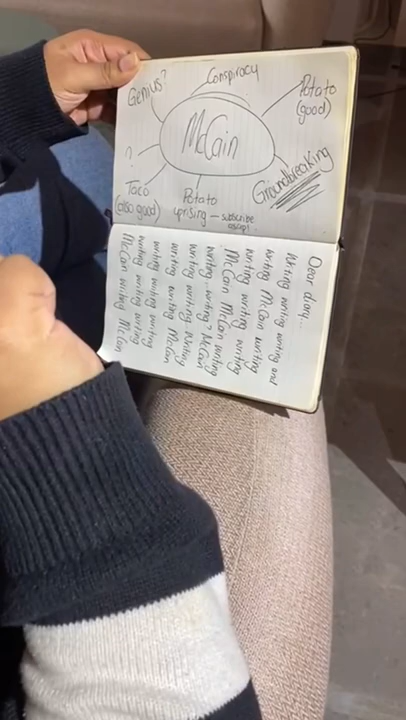 Genius?
Conspiracy
Potato
(good)
McCain
?
Taco
(also good)
Potato
uprising — subscribe
asap!
Groundbreaking
Dear diary...
Writing writing writing and
writing McCain writing
writing writing writing
McCain McCain writing
writing.. writing? McCain
writing writing. Writing
writing writing McCain
writing writing writing
writing writing writing
McCain writing McCain